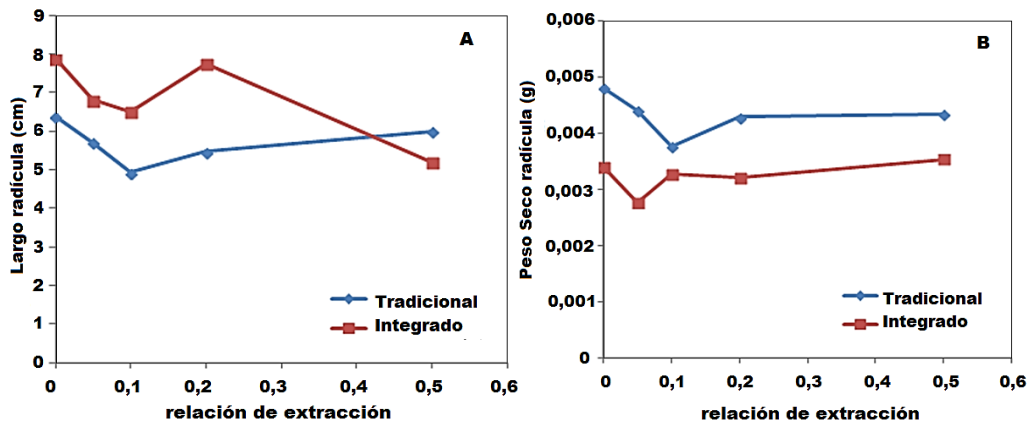 A
Largo radícula (cm)
9
8
7
6
5
4
3
2
1
0
Tradicional
Integrado
0 0,1 0,2 0,3 0,4 0,5 0,6
relación de extracción
B
Peso Seco radícula (g)
0,006
0,005
0,004
0,003
0,002
0,001
0
Tradicional
Integrado
0 0,1 0,2 0,3 0,4 0,5 0,6
relación de extracción